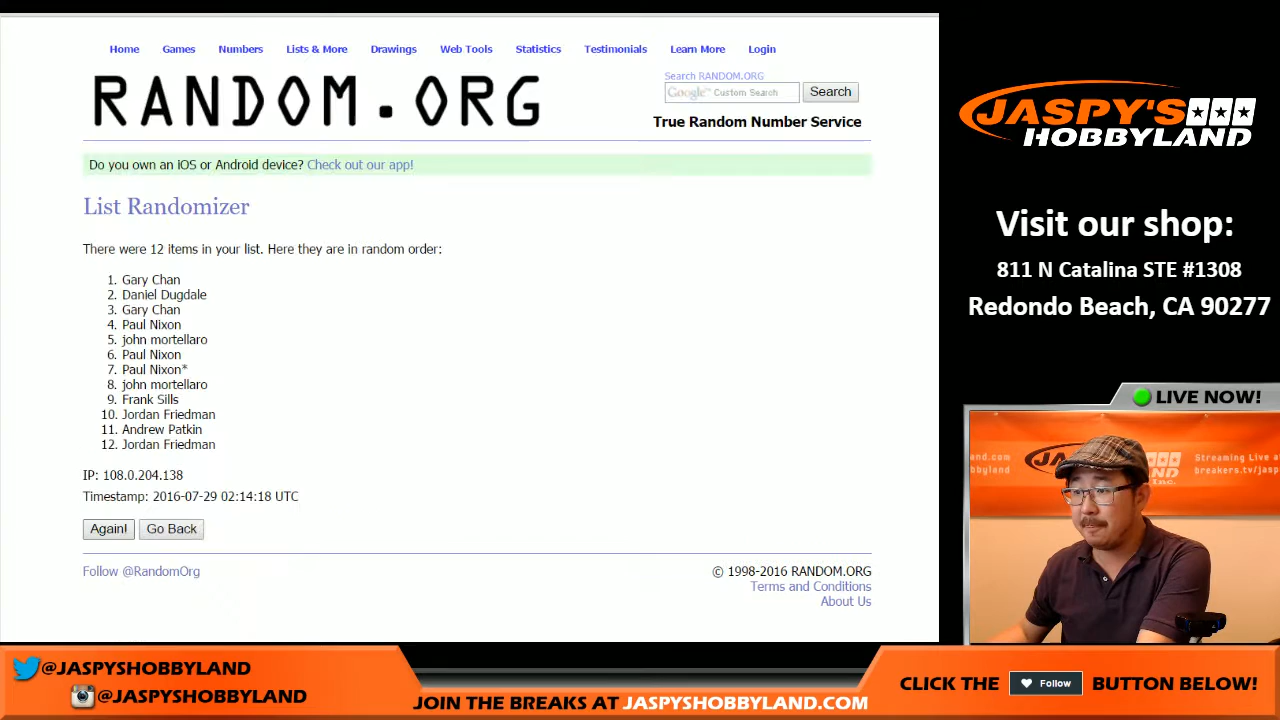 Home Games Numbers Lists & More Drawings Web Tools Statistics Testimonials Learn More Login
RANDOM.ORG
Search RANDOM.ORG
Google™ Custom Search Search
True Random Number Service
Do you own an iOS or Android device? Check out our app!
List Randomizer
There were 12 items in your list. Here they are in random order:
1. Gary Chan
2. Daniel Dugdale
3. Gary Chan
4. Paul Nixon
5. john mortellaro
6. Paul Nixon
7. Paul Nixon*
8. john mortellaro
9. Frank Sills
10. Jordan Friedman
11. Andrew Patkin
12. Jordan Friedman
IP: 108.0.204.138
Timestamp: 2016-07-29 02:14:18 UTC
Again! Go Back
Follow @RandomOrg
© 1998-2016 RANDOM.ORG
Terms and Conditions
About Us
JASPY'S
HOBBYLAND
Visit our shop:
811 N Catalina STE #1308
Redondo Beach, CA 90277
LIVE NOW!
Streaming Live
breakers.tv/jasp
Inc.
@JASPYSHOBBYLAND
@JASPYSHOBBYLAND
JOIN THE BREAKS AT JASPYSHOBBYLAND.COM
CLICK THE Follow BUTTON BELOW!